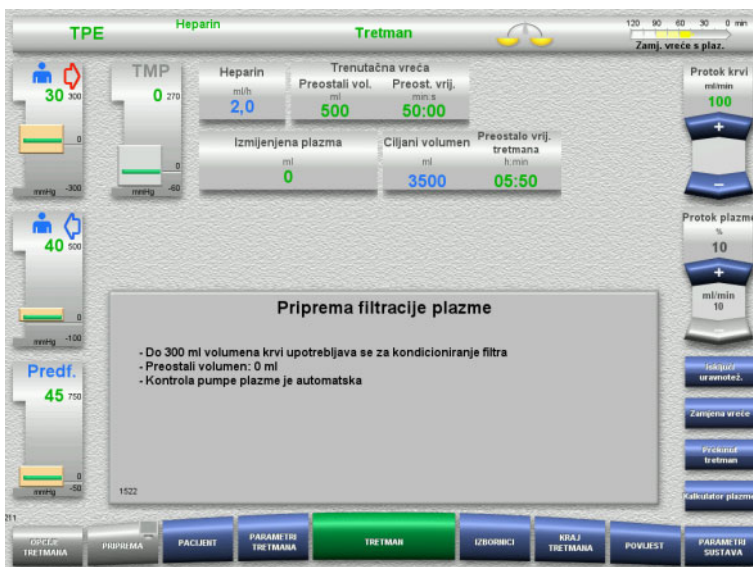 TPE
Heparin
Tretman
120 90 60 30 0 min
Zamj. vreće s plaz.
30 300
0
mmHg -300
TMP
0 270
0
mmHg -60
Heparin
ml/h
2,0
Trenutačna vreća
Preostali vol. Preost. vrij.
ml min:s
500 50:00
Izmijenjena plazma
ml
0
Ciljani volumen Preostalo vrij. tretmana
ml h:min
3500 05:50
Protok krvi
ml/min
100
+
–
40 500
0
mmHg -100
Protok plazme
%
10
+
ml/min
10
–
Predf.
45 750
0
mmHg -50
Priprema filtracije plazme
- Do 300 ml volumena krvi upotrebljava se za kondicioniranje filtra
- Preostali volumen: 0 ml
- Kontrola pumpe plazme je automatska
1522
Isključi
uravnotež.
Zamjena vreće
Prekinut
tretman
Kalkulator plazme
211
OPCIJE
TRETMANA
PRIPREMA
PACIJENT
PARAMETRI
TRETMANA
TRETMAN
IZBORNICI
KRAJ
TRETMANA
POVIJEST
PARAMETRI
SUSTAVA